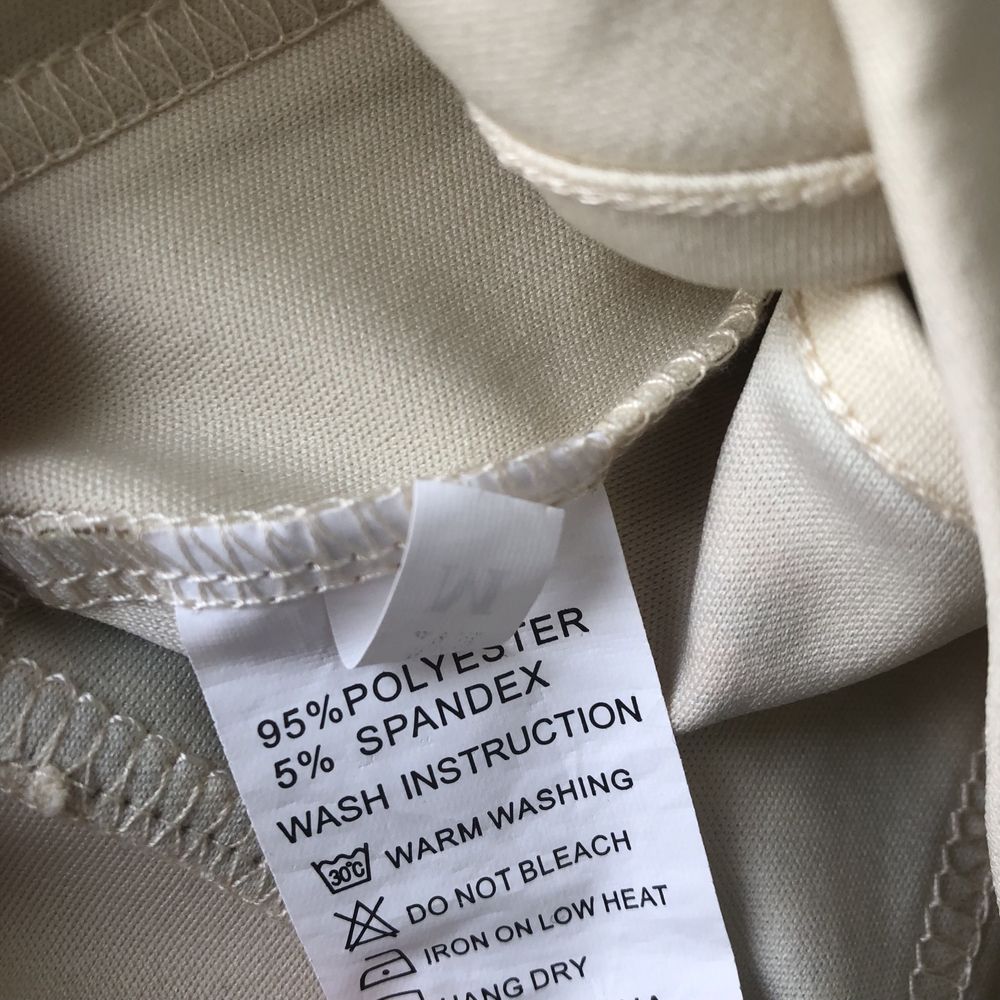 M
95%POLYESTER
5% SPANDEX
WASH INSTRUCTION
30°C WARM WASHING
DO NOT BLEACH
IRON ON LOW HEAT
HANG DRY